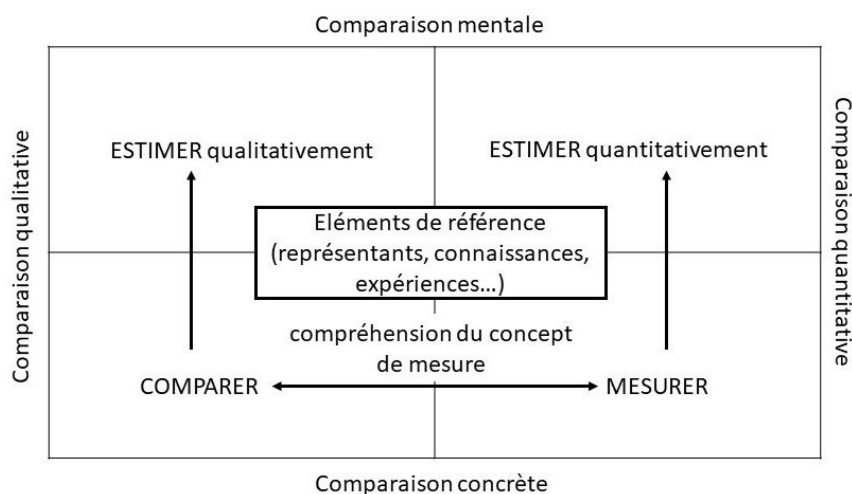 Comparaison mentale
Comparaison qualitative
Comparaison quantitative
ESTIMER qualitativement
ESTIMER quantitativement
Eléments de référence
(représentants, connaissances,
expériences…)
compréhension du concept
de mesure
COMPARER
MESURER
Comparaison concrète